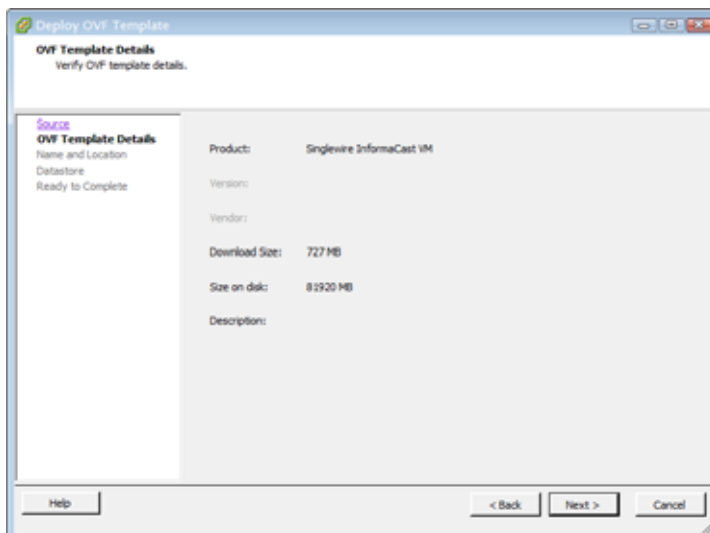 Deploy OVF Template
OVF Template Details
Verify OVF template details.
Source
OVF Template Details
Name and Location
Datastore
Ready to Complete
Product: Singlewire InformaCast VM
Version:
Vendor:
Download Size: 727 MB
Size on disk: 81920 MB
Description:
Help
< Back
Next >
Cancel